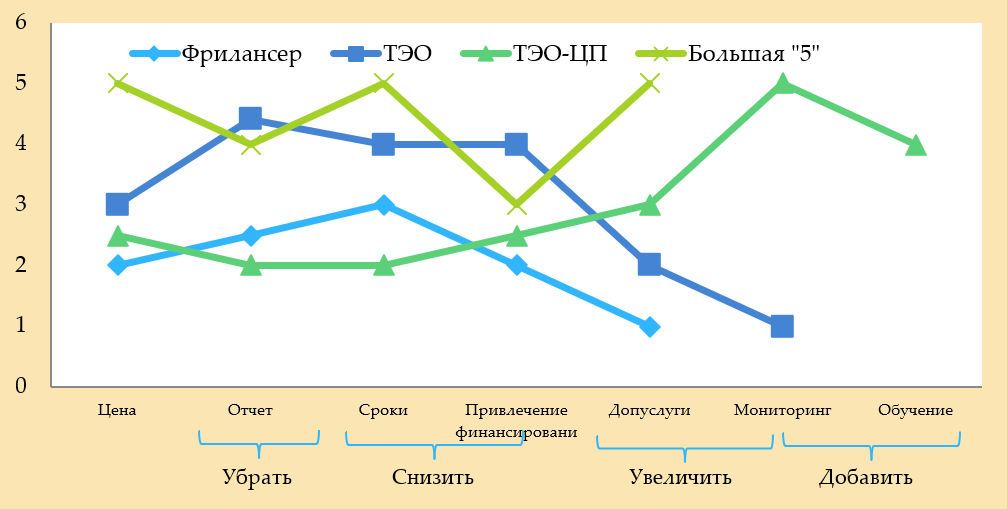 6
Фрилансер ТЭО ТЭО-ЦП Большая "5"
5
4
3
2
1
0
Цена Отчет Сроки Привлечение Допуслуги Мониторинг Обучение
финансировани
Убрать Снизить Увеличить Добавить